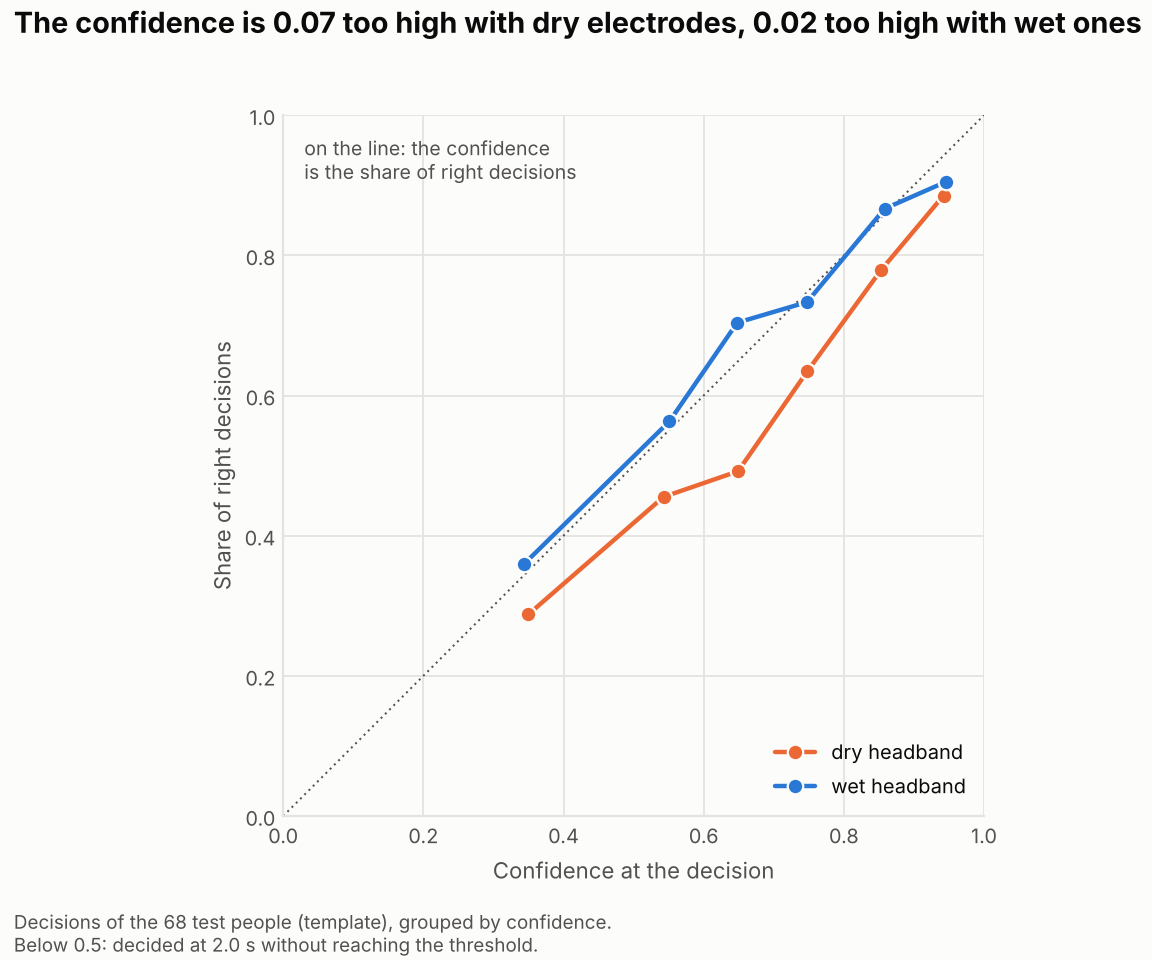 The confidence is 0.07 too high with dry electrodes, 0.02 too high with wet ones
on the line: the confidence
is the share of right decisions
1.0
0.8
0.6
0.4
0.2
0.0
Share of right decisions
0.0 0.2 0.4 0.6 0.8 1.0
Confidence at the decision
dry headband
wet headband
Decisions of the 68 test people (template), grouped by confidence.
Below 0.5: decided at 2.0 s without reaching the threshold.